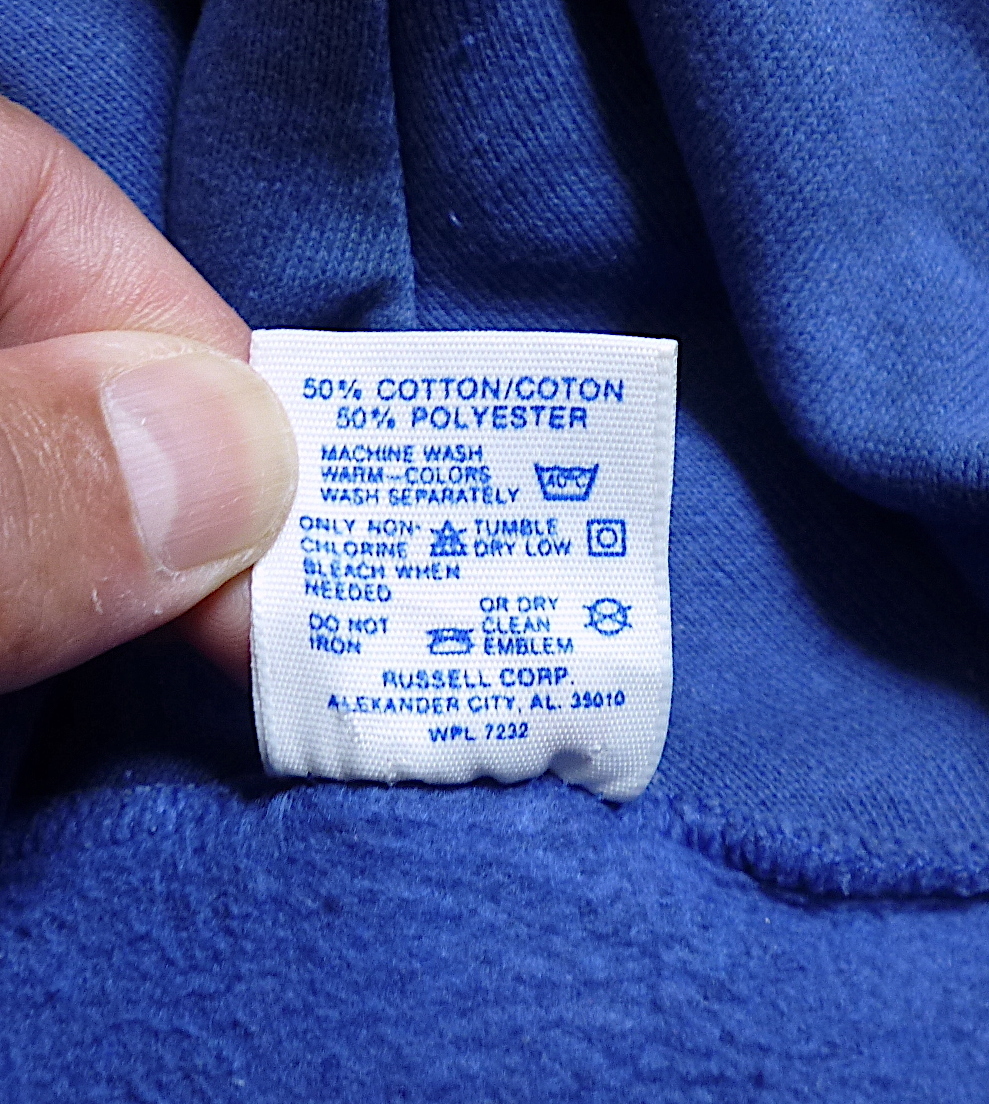 50% COTTON/COTON
50% POLYESTER
MACHINE WASH
WARM—COLORS
WASH SEPARATELY
40°C
ONLY NON-
CHLORINE
BLEACH WHEN
NEEDED
TUMBLE
DRY LOW
DO NOT
IRON
OR DRY
CLEAN
EMBLEM
RUSSELL CORP.
ALEXANDER CITY, AL. 35010
WPL 7232